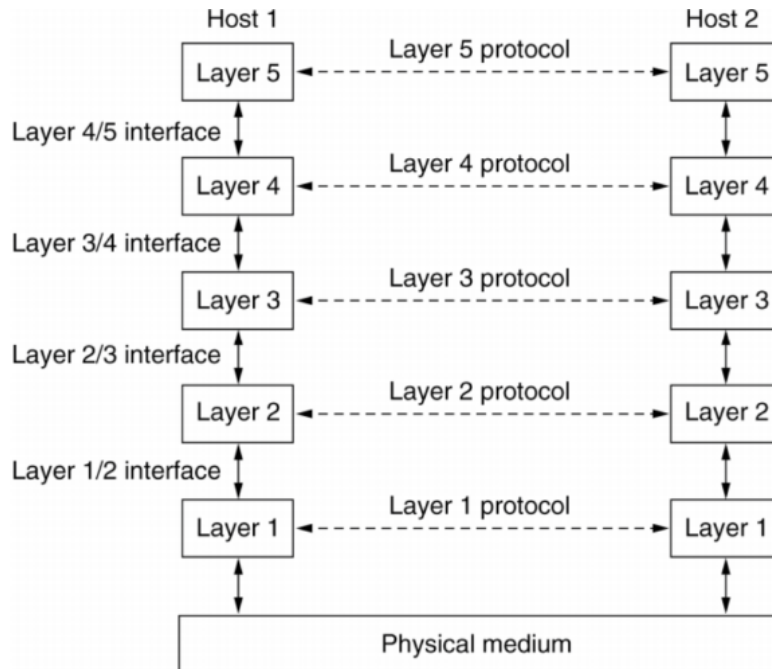 Host 1
Host 2
Layer 5
Layer 5 protocol
Layer 5
Layer 4/5 interface
Layer 4
Layer 4 protocol
Layer 4
Layer 3/4 interface
Layer 3
Layer 3 protocol
Layer 3
Layer 2/3 interface
Layer 2
Layer 2 protocol
Layer 2
Layer 1/2 interface
Layer 1
Layer 1 protocol
Layer 1
Physical medium